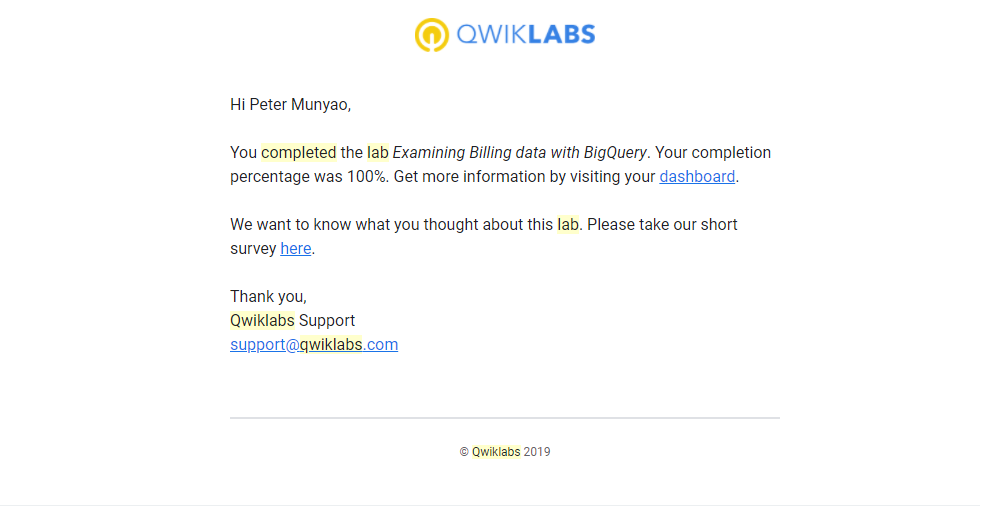 QWIKLABS
Hi Peter Munyao,
You completed the lab Examining Billing data with BigQuery. Your completion
percentage was 100%. Get more information by visiting your dashboard.
We want to know what you thought about this lab. Please take our short
survey here.
Thank you,
Qwiklabs Support
support@qwiklabs.com
© Qwiklabs 2019